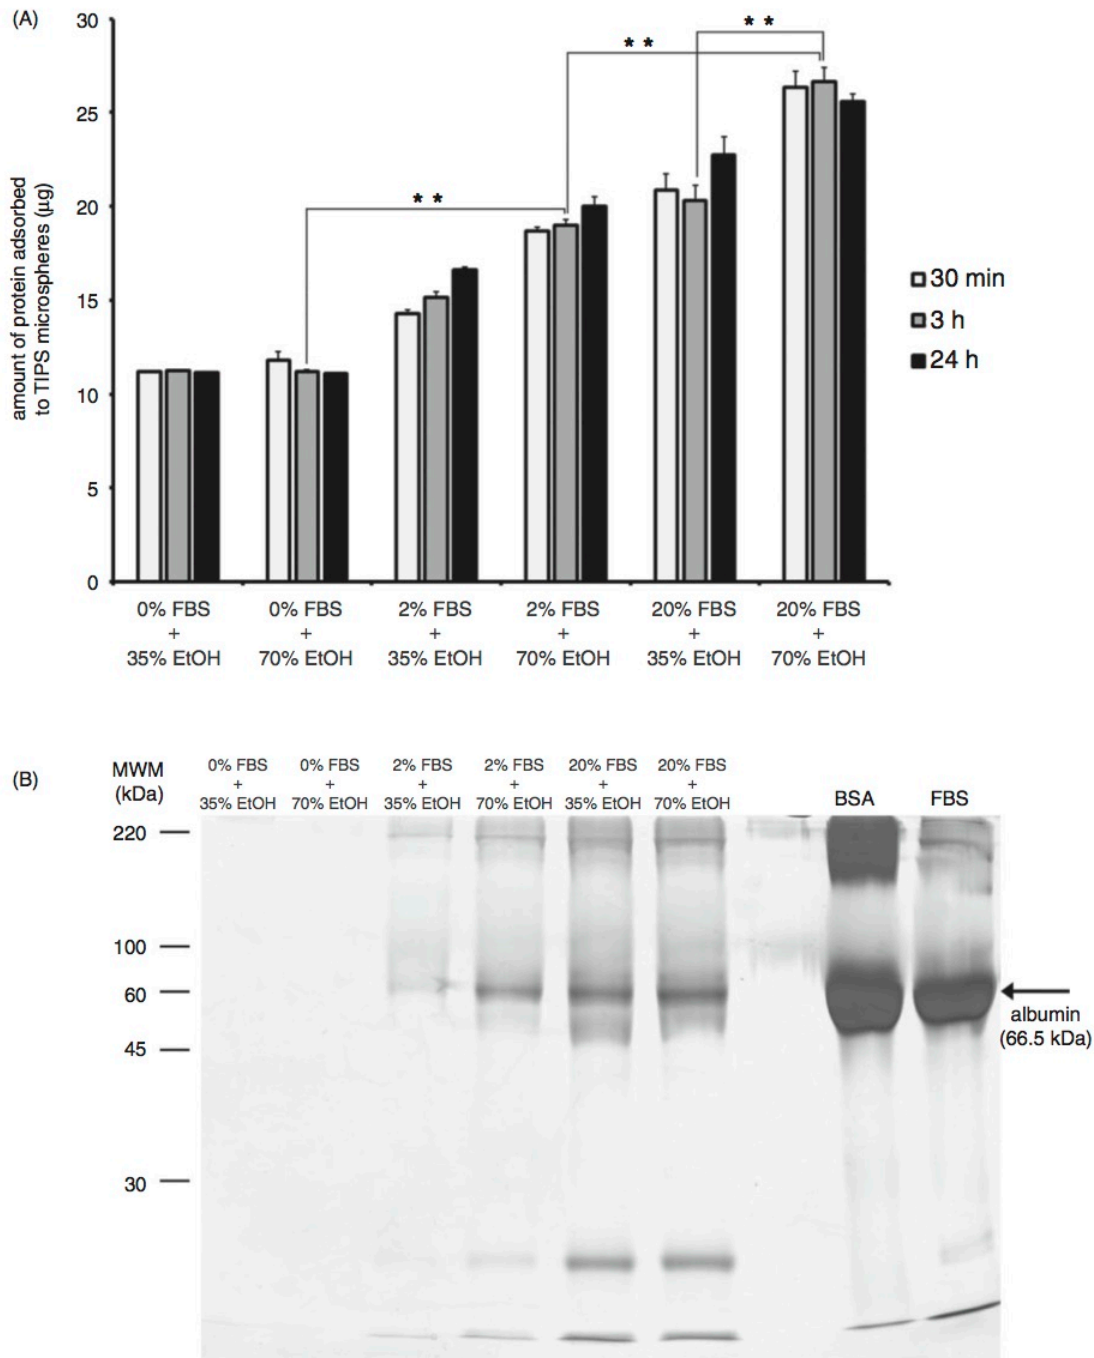 (A)
30
25
20
15
10
5
0
amount of protein adsorbed
to TIPS microspheres (µg)
* *
* *
* *
30 min
3 h
24 h
0% FBS
+
35% EtOH
0% FBS
+
70% EtOH
2% FBS
+
35% EtOH
2% FBS
+
70% EtOH
20% FBS
+
35% EtOH
20% FBS
+
70% EtOH
(B)
MWM
(kDa)
0% FBS
+
35% EtOH
0% FBS
+
70% EtOH
2% FBS
+
35% EtOH
2% FBS
+
70% EtOH
20% FBS
+
35% EtOH
20% FBS
+
70% EtOH
BSA
FBS
220
100
60
45
30
albumin
(66.5 kDa)